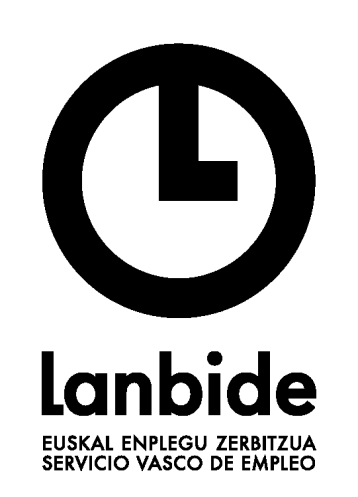 Lanbide
EUSKAL ENPLEGU ZERBITZUA
SERVICIO VASCO DE EMPLEO